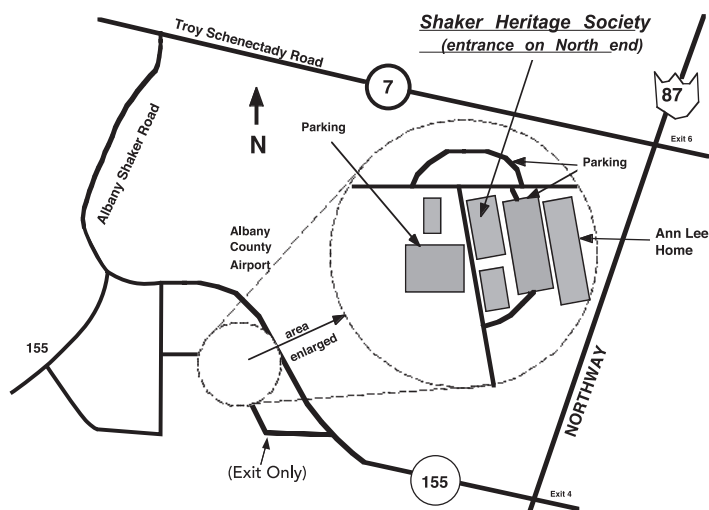 Shaker Heritage Society
(entrance on North end)
Troy Schenectady Road
7
87
Exit 6
N
Parking
Parking
Albany Shaker Road
Albany
County
Airport
Ann Lee
Home
155
area
enlarged
NORTHWAY
(Exit Only)
155
Exit 4